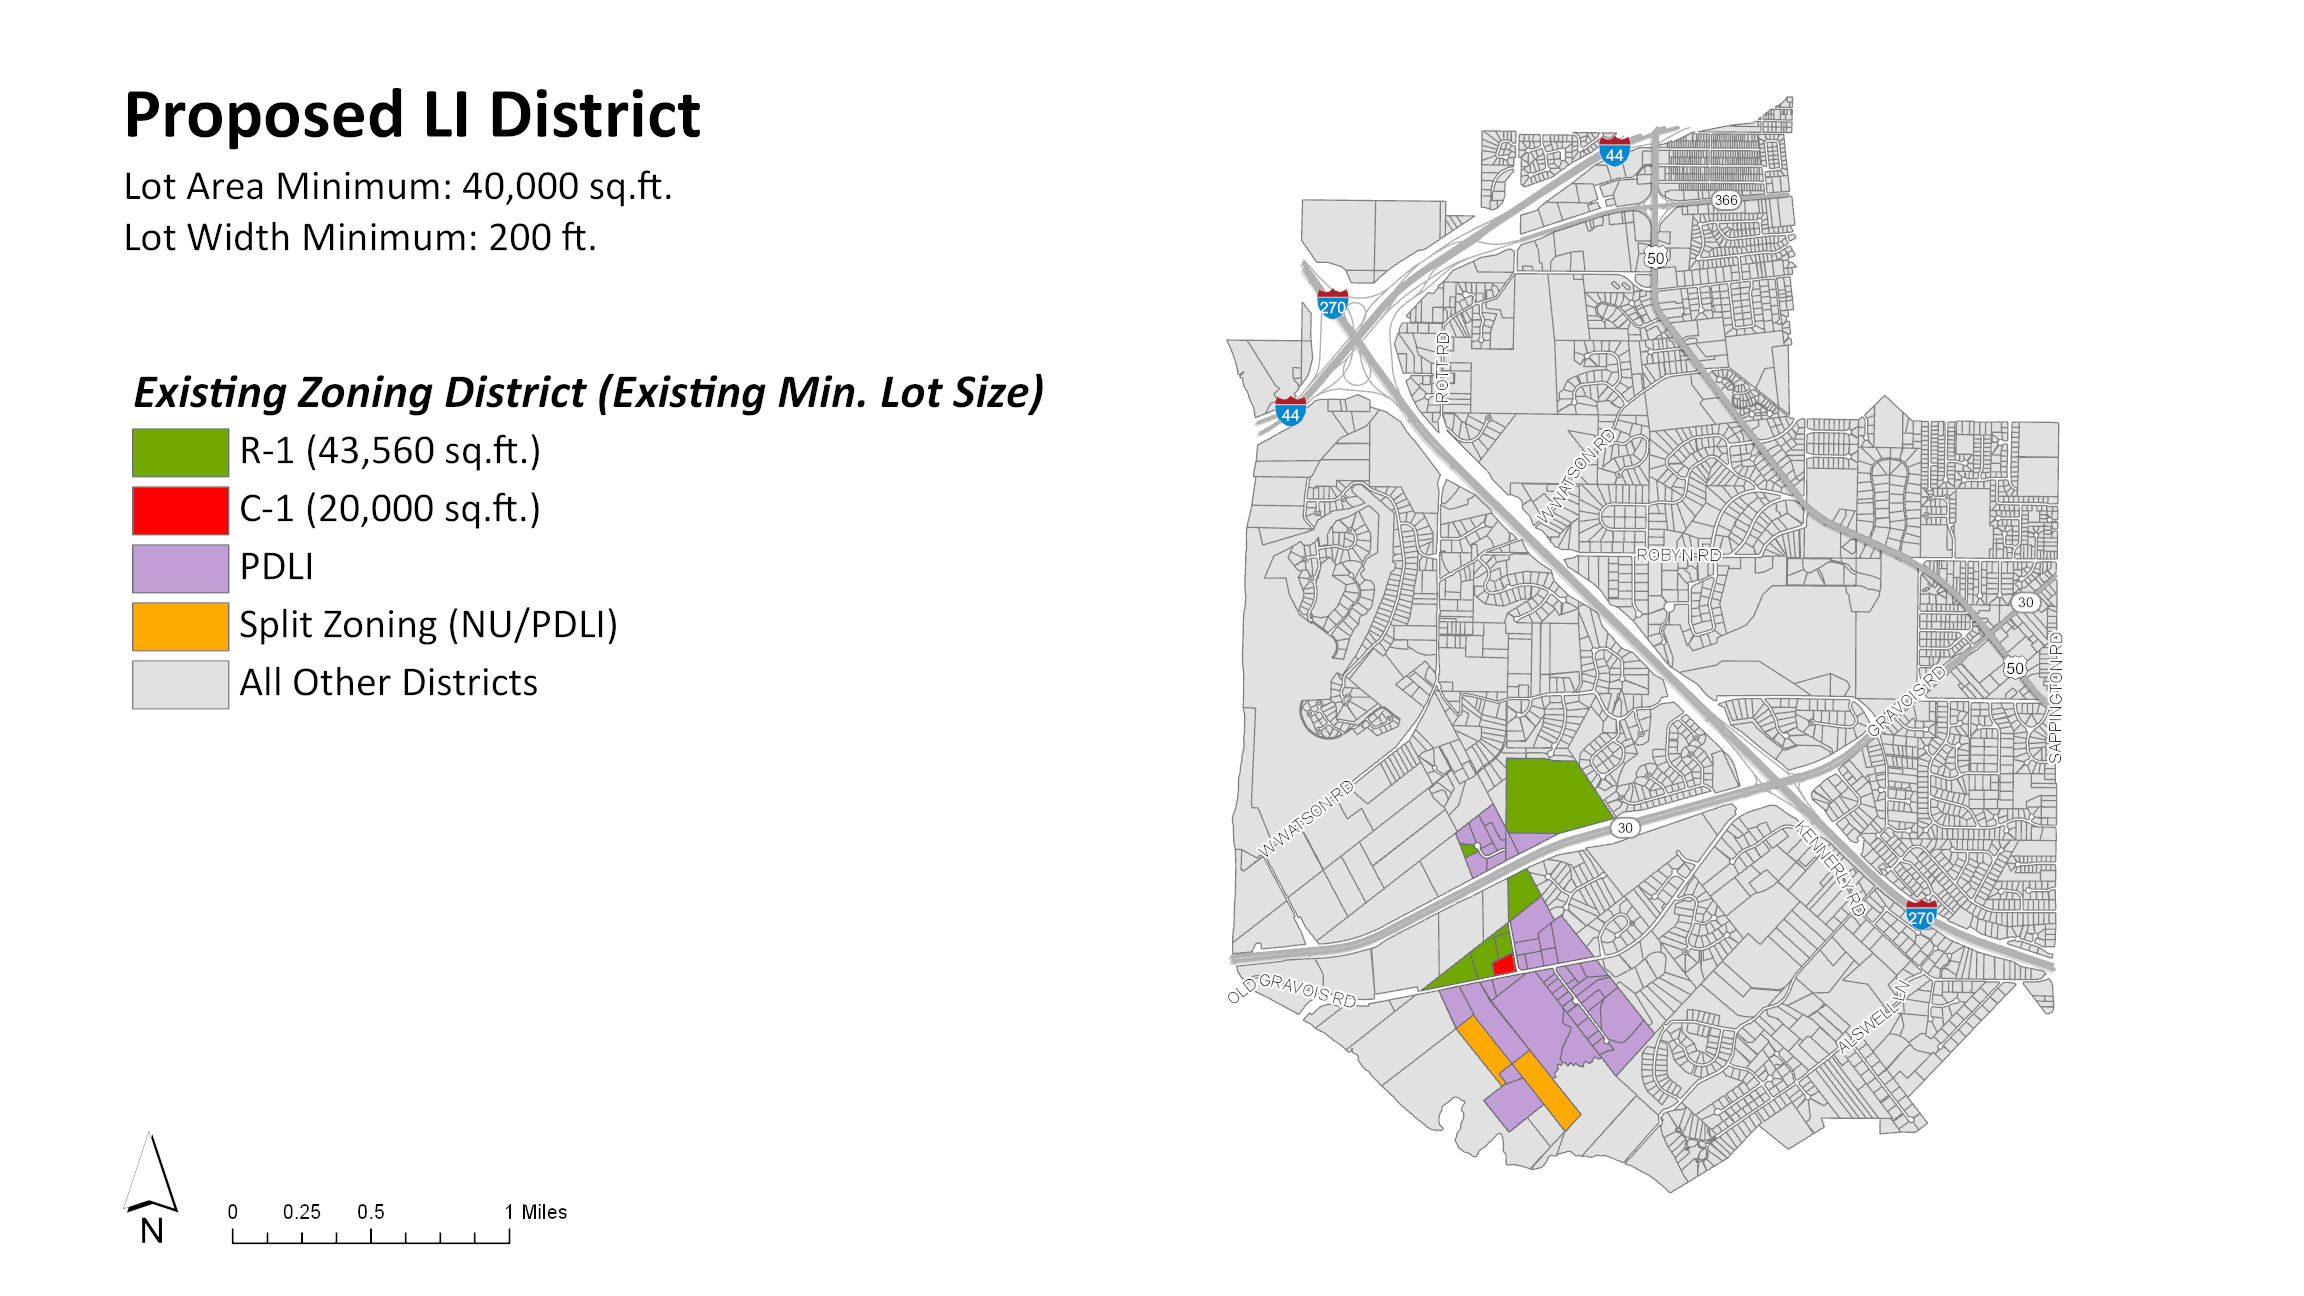 Proposed LI District
Lot Area Minimum: 40,000 sq.ft.
Lot Width Minimum: 200 ft.
Existing Zoning District (Existing Min. Lot Size)
R-1 (43,560 sq.ft.)
C-1 (20,000 sq.ft.)
PDLI
Split Zoning (NU/PDLI)
All Other Districts
N
0 0.25 0.5 1 Miles
44
366
50
270
ROTT RD
44
W WATSON RD
ROBYN RD
30
50
SAPPINGTON RD
GRAVOIS RD
W WATSON RD
30
KENNERLY RD
270
OLD GRAVOIS RD
ALSWELL LN